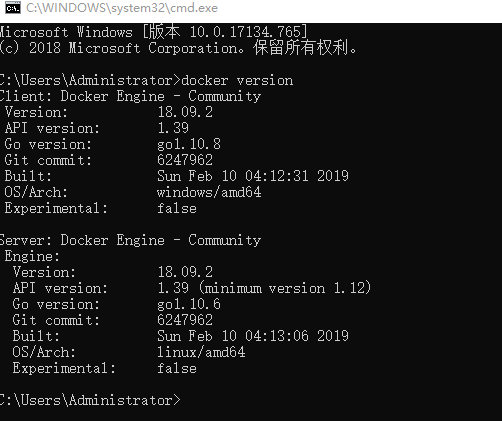 C:\WINDOWS\system32\cmd.exe
Microsoft Windows [版本 10.0.17134.765]
(c) 2018 Microsoft Corporation。保留所有权利。
C:\Users\Administrator>docker version
Client: Docker Engine - Community
Version: 18.09.2
API version: 1.39
Go version: go1.10.8
Git commit: 6247962
Built: Sun Feb 10 04:12:31 2019
OS/Arch: windows/amd64
Experimental: false
Server: Docker Engine - Community
Engine:
Version: 18.09.2
API version: 1.39 (minimum version 1.12)
Go version: go1.10.6
Git commit: 6247962
Built: Sun Feb 10 04:13:06 2019
OS/Arch: linux/amd64
Experimental: false
C:\Users\Administrator>